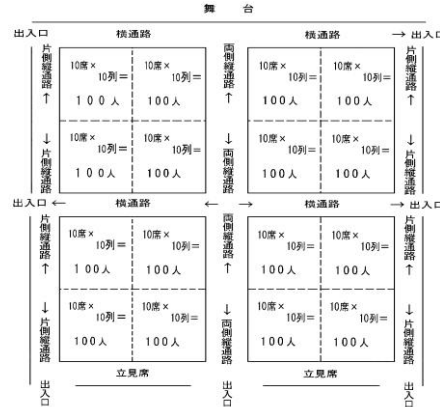 舞 台
出入口 横通路 横通路 → 出入口
片側縦通路 ↑
両側縦通路 ↑
片側縦通路 ↑
10席×
10列=
100人
10席×
10列=
100人
10席×
10列=
100人
10席×
10列=
100人
↓ 片側縦通路
↓ 両側縦通路
↓ 片側縦通路
10席×
10列=
100人
10席×
10列=
100人
10席×
10列=
100人
10席×
10列=
100人
出入口 ← 横通路 ← → 横通路 → 出入口
片側縦通路 ↑
両側縦通路 ↑
片側縦通路 ↑
10席×
10列=
100人
10席×
10列=
100人
10席×
10列=
100人
10席×
10列=
100人
↓ 片側縦通路
↓ 両側縦通路
↓ 片側縦通路
10席×
10列=
100人
10席×
10列=
100人
10席×
10列=
100人
10席×
10列=
100人
出入口 立見席 出入口 立見席 出入口